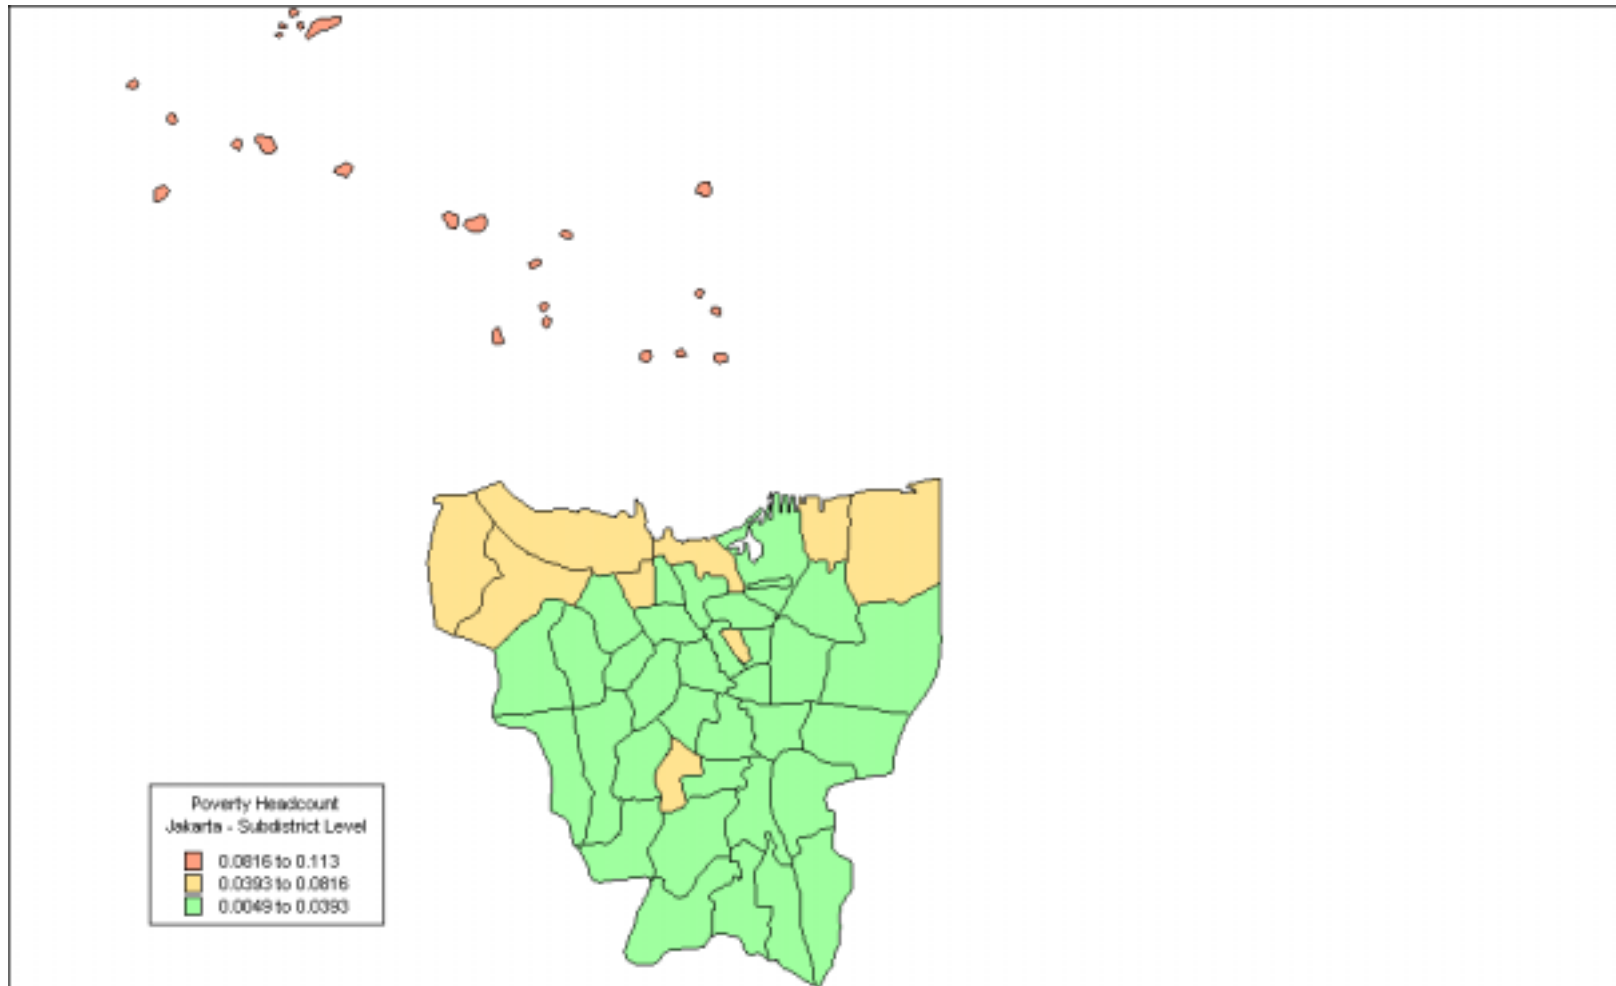 Poverty Headcount
Jakarta - Subdistrict Level
0.0816 to 0.113
0.0393 to 0.0816
0.0049 to 0.0393